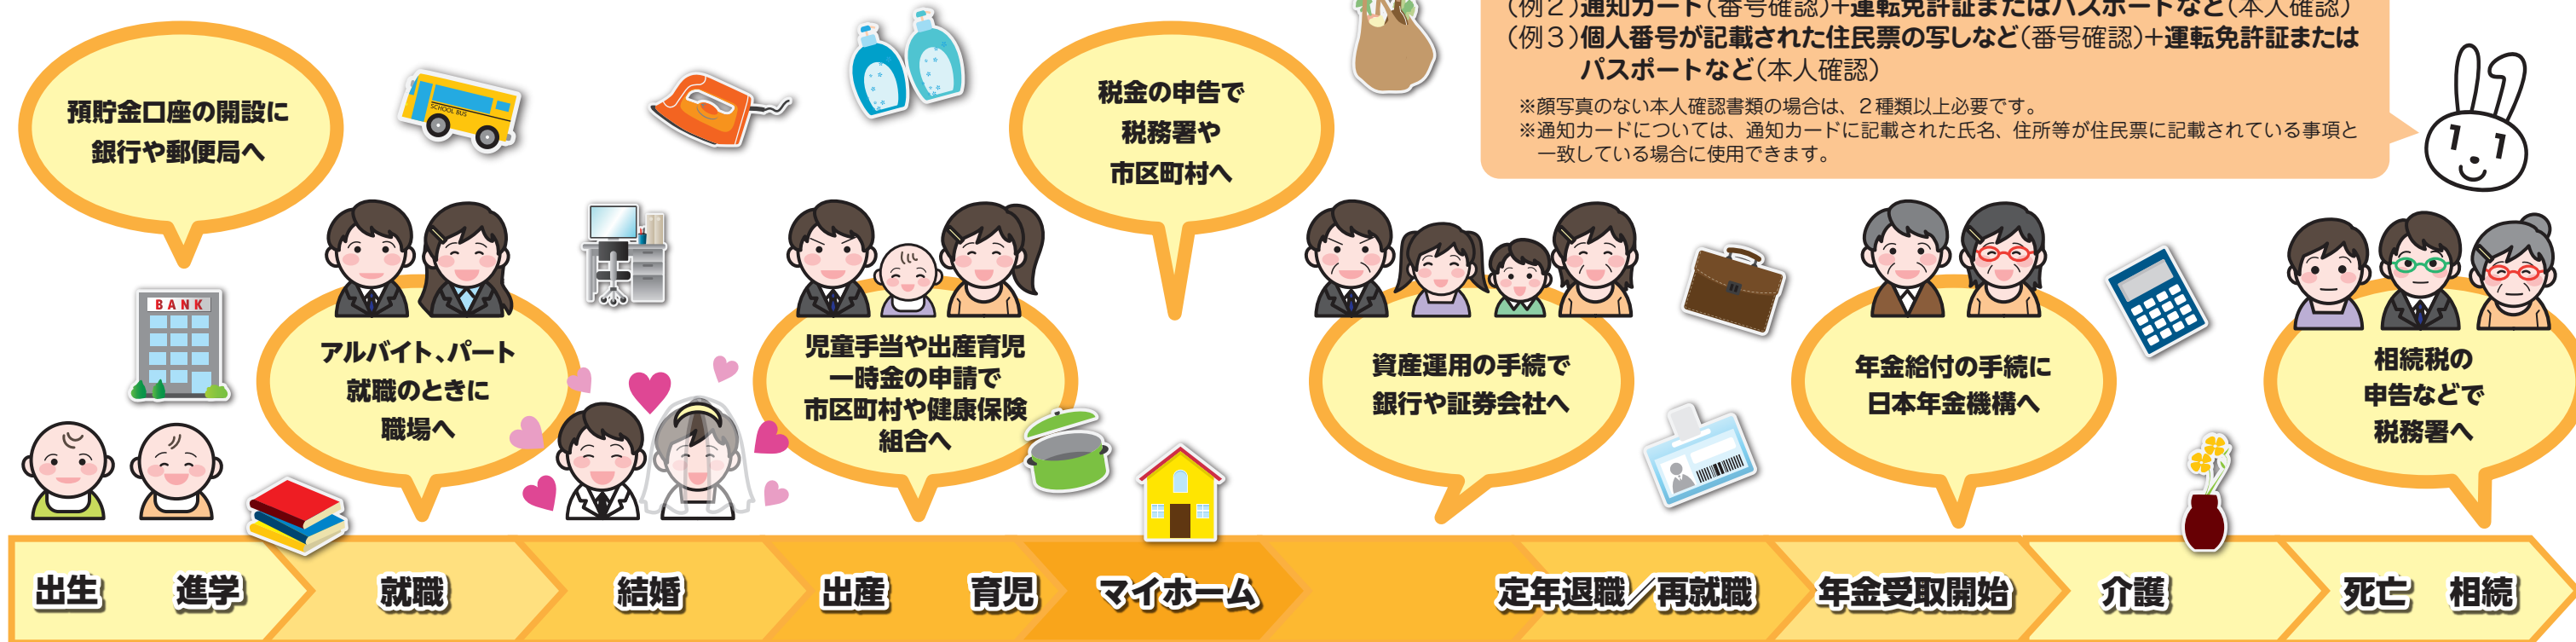 (例2)通知カード(番号確認)+運転免許証またはパスポートなど(本人確認)
(例3)個人番号が記載された住民票の写しなど(番号確認)+運転免許証または
パスポートなど(本人確認)
※顔写真のない本人確認書類の場合は、2種類以上必要です。
※通知カードについては、通知カードに記載された氏名、住所等が住民票に記載されている事項と
一致している場合に使用できます。
預貯金口座の開設に
銀行や郵便局へ
SCHOOL BUS
税金の申告で
税務署や
市区町村へ
BANK
アルバイト、パート
就職のときに
職場へ
児童手当や出産育児
一時金の申請で
市区町村や健康保険
組合へ
資産運用の手続で
銀行や証券会社へ
年金給付の手続に
日本年金機構へ
相続税の
申告などで
税務署へ
出生 進学 就職 結婚 出産 育児 マイホーム 定年退職/再就職 年金受取開始 介護 死亡 相続